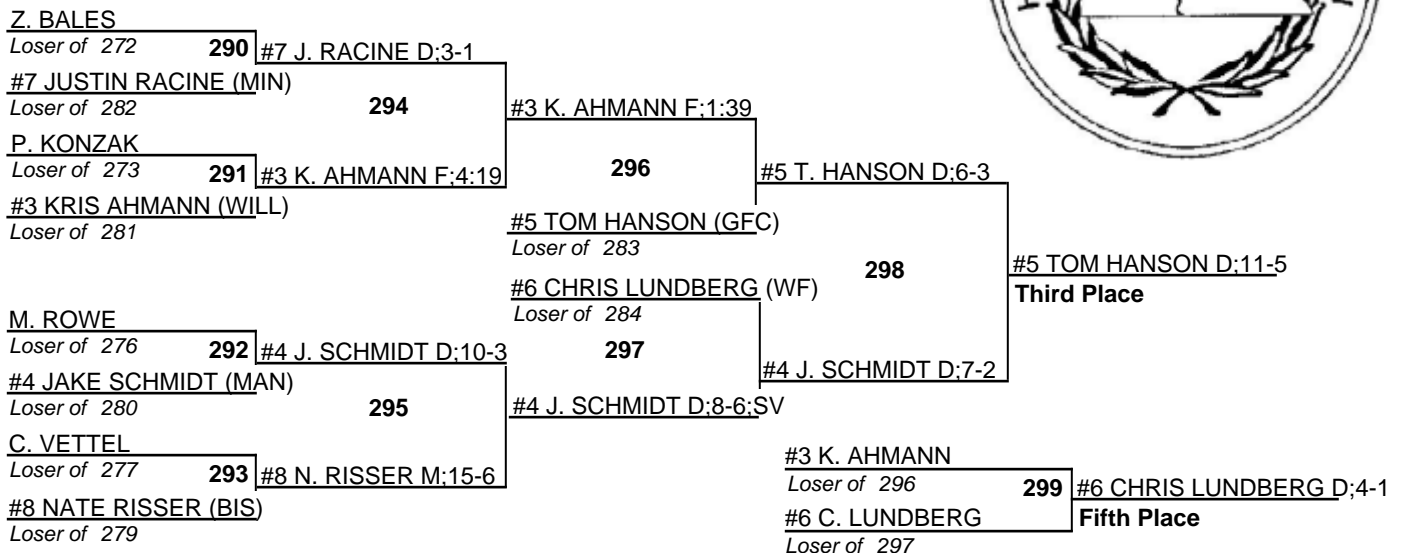 Z. BALES
Loser of 272
290
#7 J. RACINE D;3-1
#7 JUSTIN RACINE (MIN)
Loser of 282
294
#3 K. AHMANN F;1:39
P. KONZAK
Loser of 273
291
#3 K. AHMANN F;4:19
#3 KRIS AHMANN (WILL)
Loser of 281
296
#5 T. HANSON D;6-3
#5 TOM HANSON (GFC)
Loser of 283
298
#5 TOM HANSON D;11-5
Third Place
#6 CHRIS LUNDBERG (WF)
Loser of 284
M. ROWE
Loser of 276
292
#4 J. SCHMIDT D;10-3
297
#4 J. SCHMIDT D;7-2
#4 JAKE SCHMIDT (MAN)
Loser of 280
295
#4 J. SCHMIDT D;8-6;SV
C. VETTEL
Loser of 277
293
#8 N. RISSER M;15-6
#8 NATE RISSER (BIS)
Loser of 279
#3 K. AHMANN
Loser of 296
299
#6 CHRIS LUNDBERG D;4-1
Fifth Place
#6 C. LUNDBERG
Loser of 297